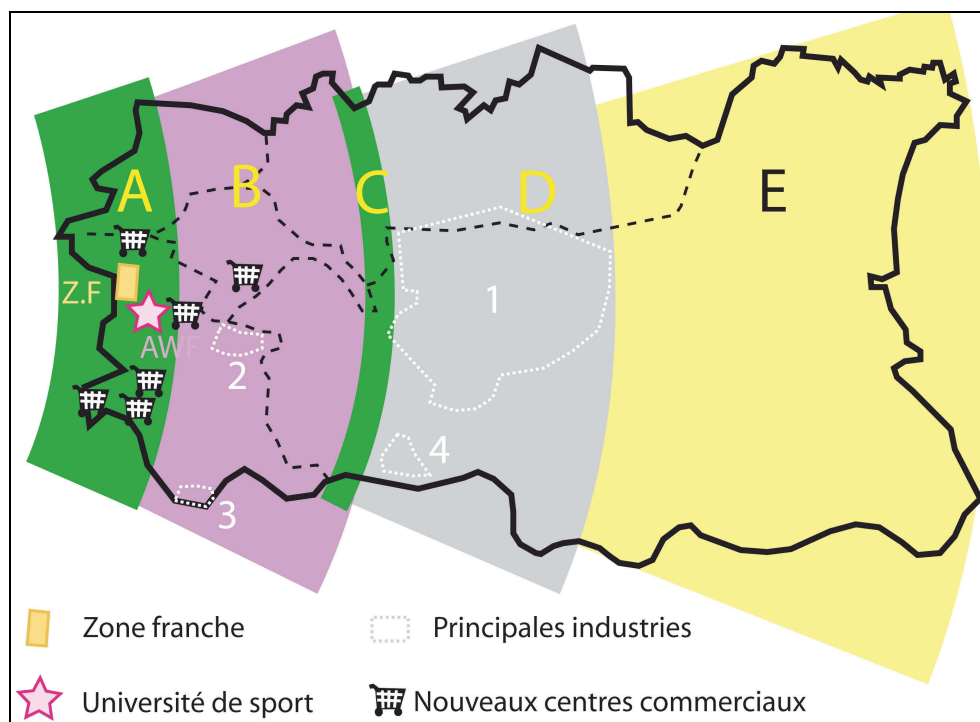 A B C D E
Z.F
1
AWF
2
4
3
Zone franche
Principales industries
Université de sport
Nouveaux centres commerciaux